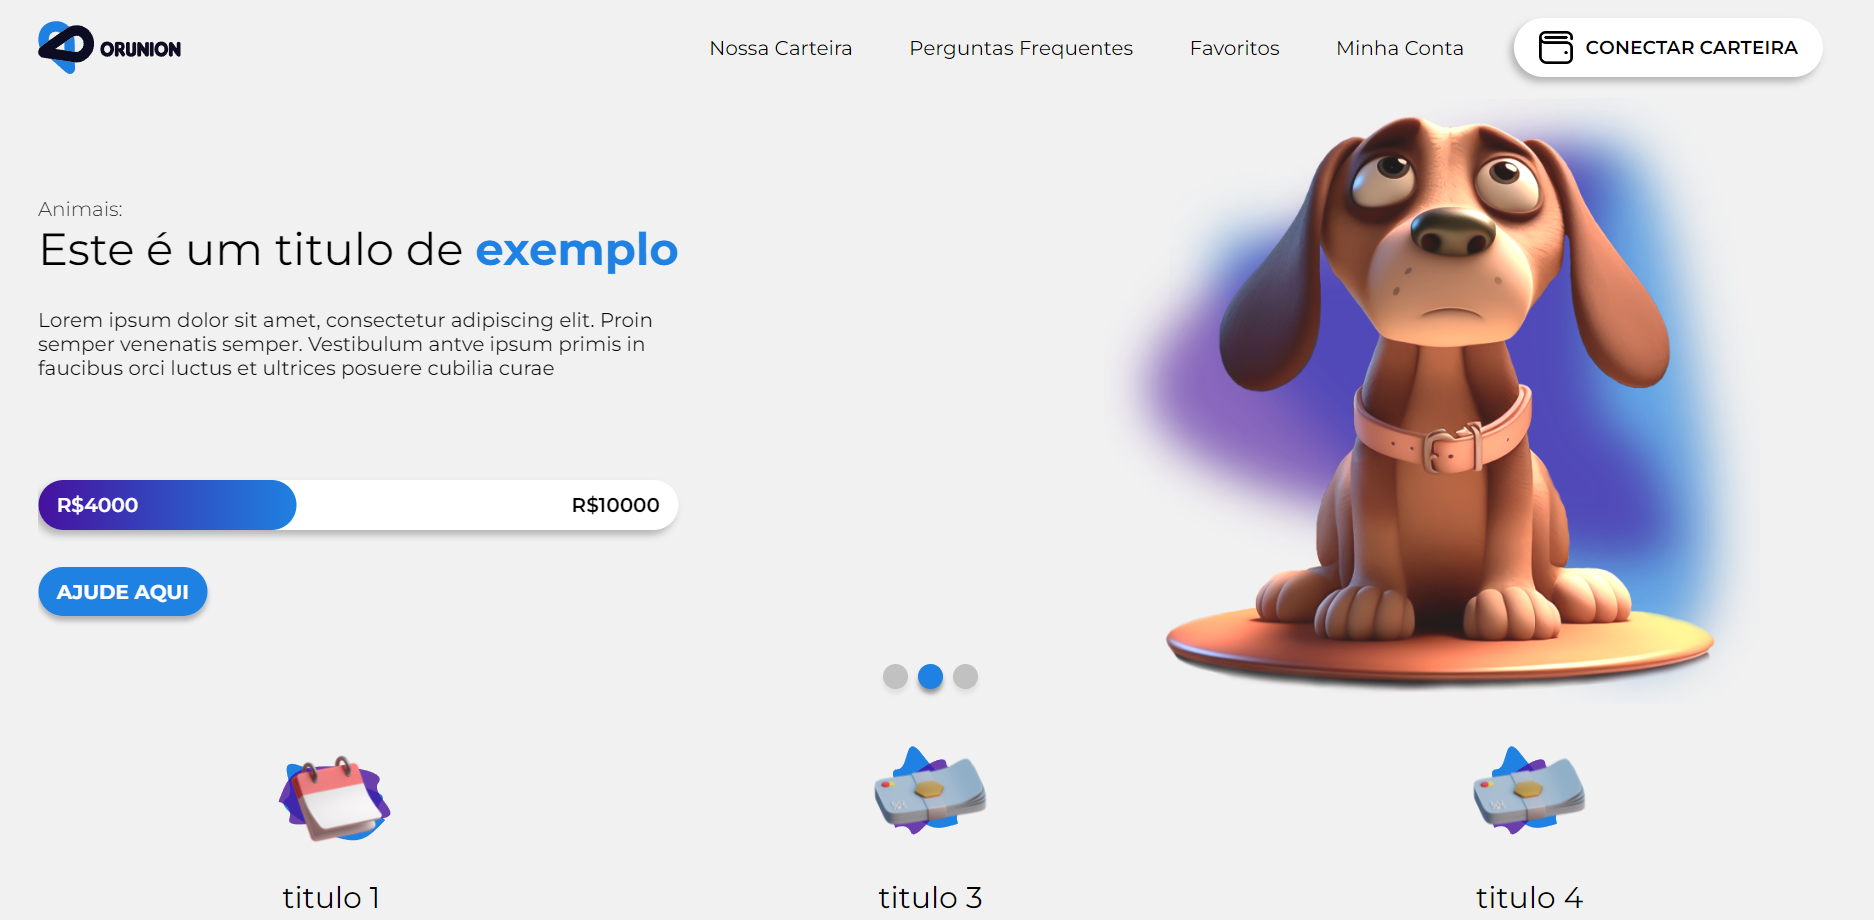 ORUNION
Nossa Carteira
Perguntas Frequentes
Favoritos
Minha Conta
CONECTAR CARTEIRA
Animais:
Este é um titulo de exemplo
Lorem ipsum dolor sit amet, consectetur adipiscing elit. Proin
semper venenatis semper. Vestibulum antve ipsum primis in
faucibus orci luctus et ultrices posuere cubilia curae
R$4000
R$10000
AJUDE AQUI
titulo 1
titulo 3
titulo 4